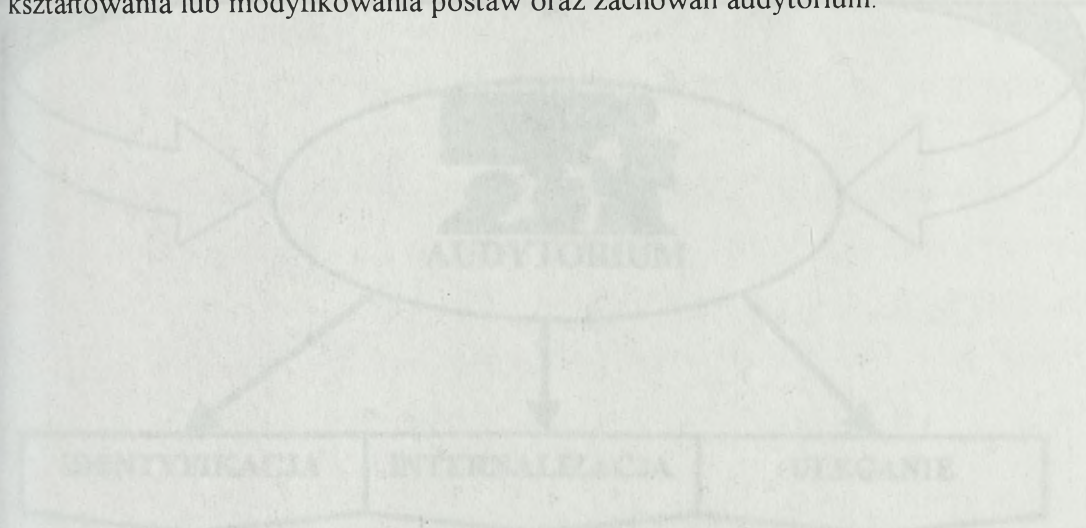 kształtowania lub modyfikowania postaw oraz zachowań audytorium.
AUDYTORIUM
IDENTYFIKACJA INTERNALIZACJA ULEGANIE